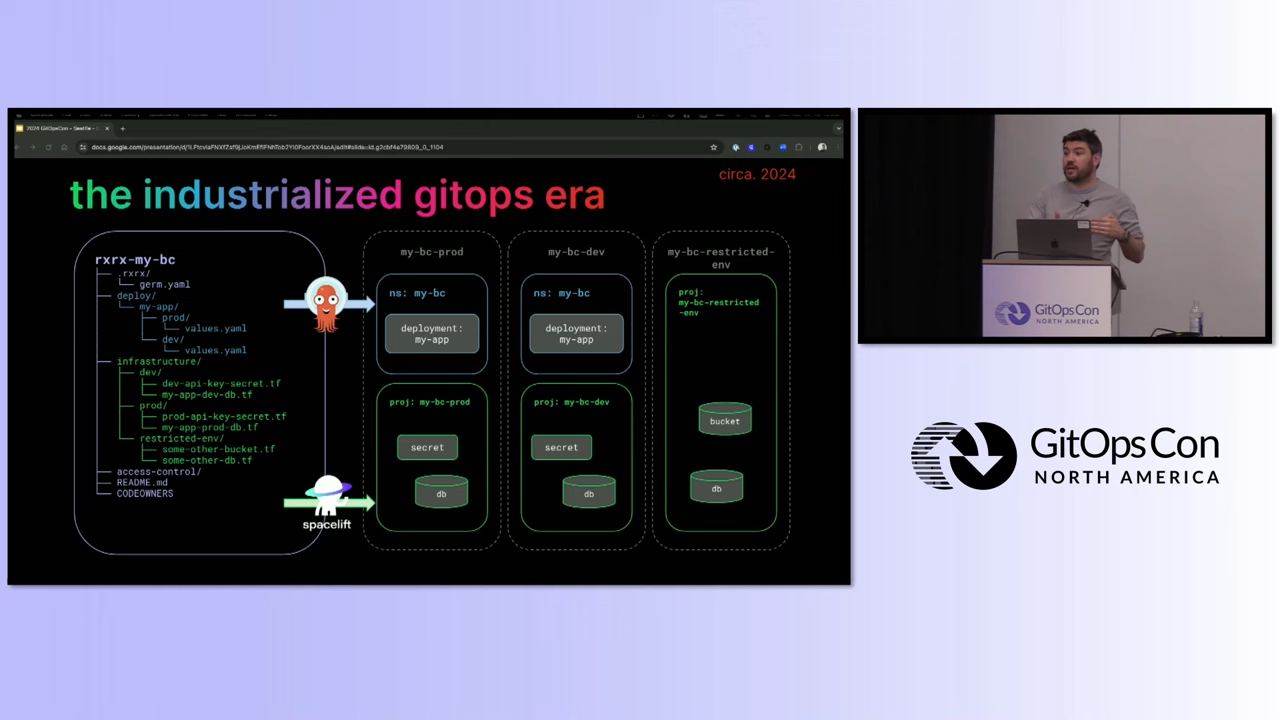 2024 GitOpsCon - Seattle -
the industrialized gitops era
circa. 2024
rxrx-my-bc
.rxrx/
germ.yaml
deploy/
my-app/
prod/
values.yaml
dev/
values.yaml
infrastructure/
dev/
dev-api-key-secret.tf
my-app-dev-db.tf
prod/
prod-api-key-secret.tf
my-app-prod-db.tf
restricted-env/
some-other-bucket.tf
some-other-db.tf
access-control/
README.md
CODEOWNERS
spacelift
my-bc-prod
ns: my-bc
deployment:
my-app
proj: my-bc-prod
secret
db
my-bc-dev
ns: my-bc
deployment:
my-app
proj: my-bc-dev
secret
db
my-bc-restricted-
env
proj:
my-bc-restricted
-env
bucket
db
GitOpsCon
NORTH AMERICA
GitOpsCon
NORTH AMERICA